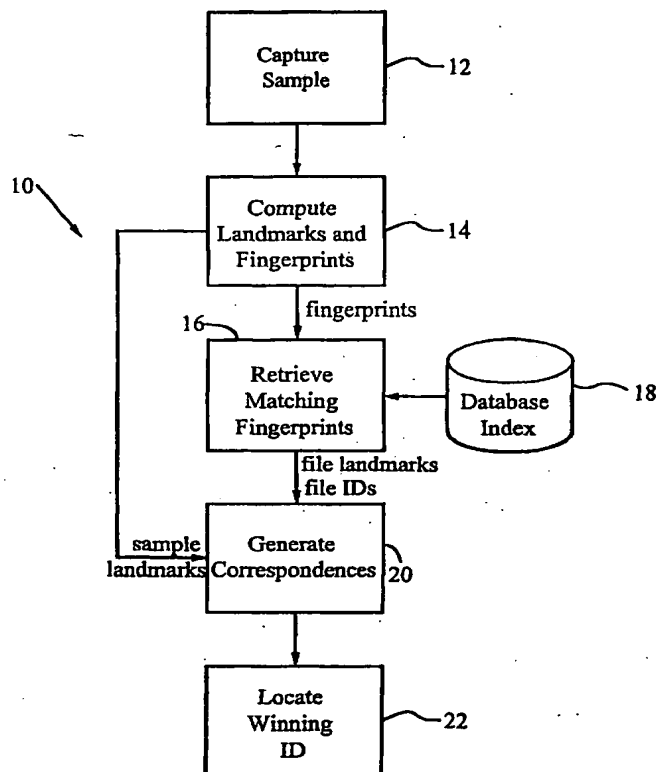 Capture
Sample
12
10
Compute
Landmarks and
Fingerprints
14
fingerprints
16
Retrieve
Matching
Fingerprints
Database
Index
18
file landmarks
file IDs
sample
landmarks
Generate
Correspondences
20
Locate
Winning
ID
22